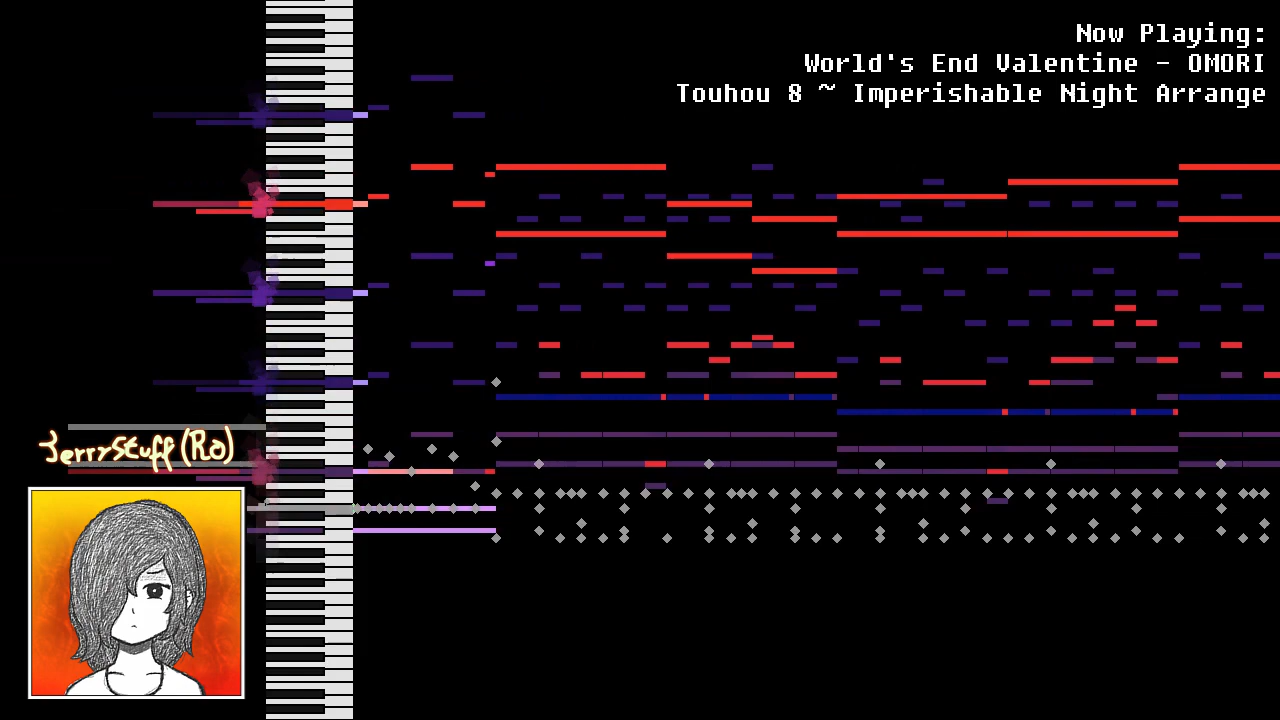 Now Playing:
World's End Valentine - OMORI
Touhou 8 ~ Imperishable Night Arrange
JerryStuff(Ro)